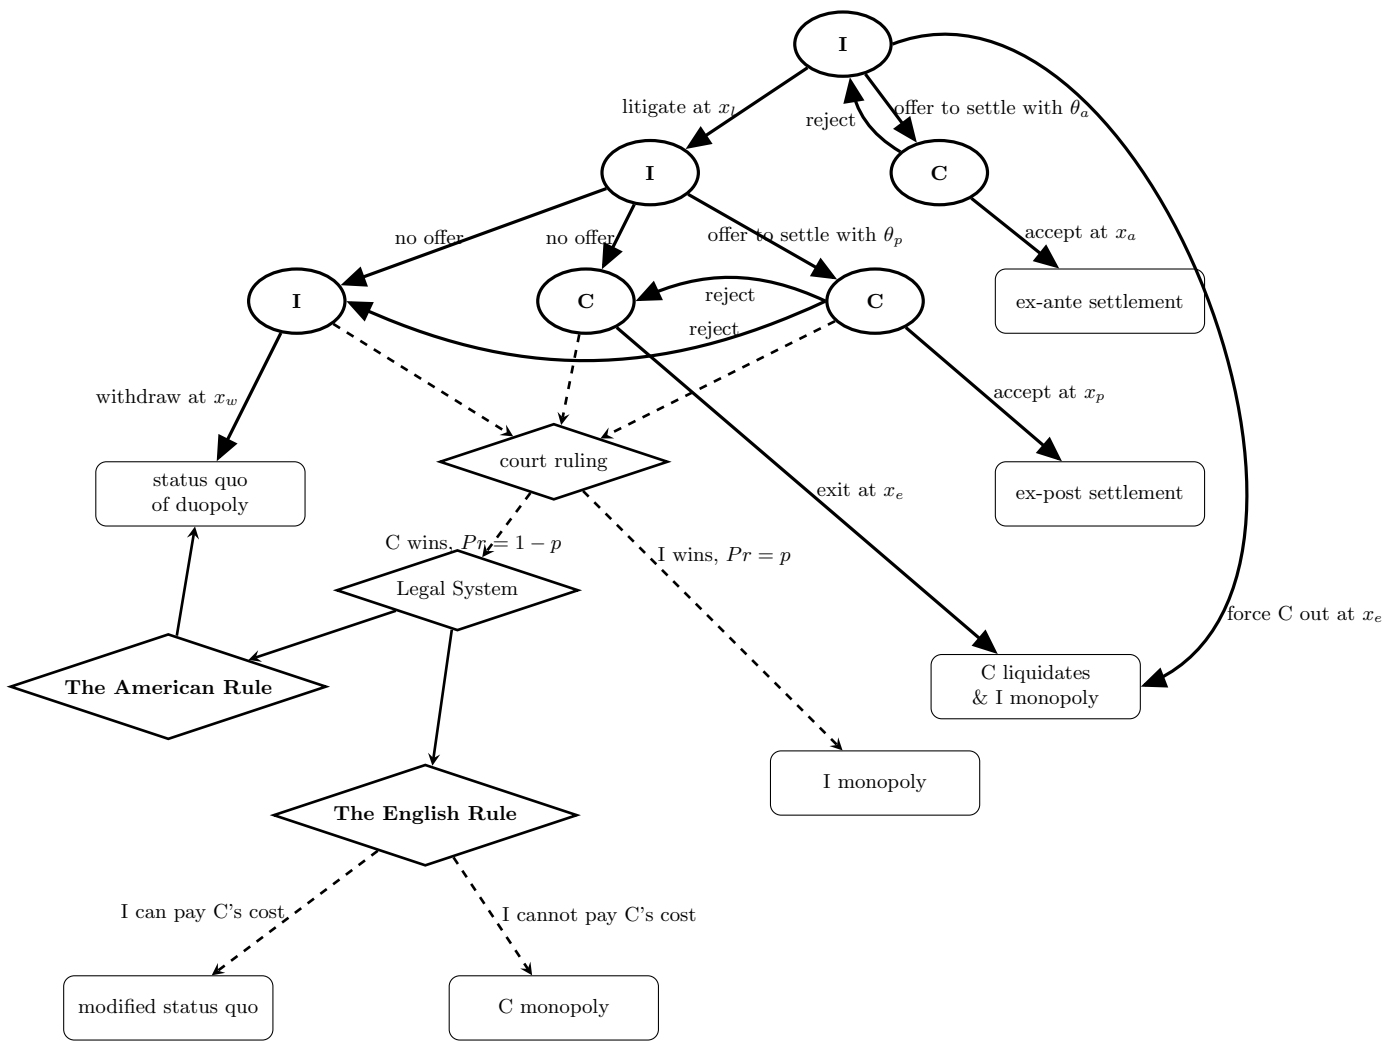 I
litigate at x_l
offer to settle with θ_a
reject
I
C
no offer
no offer
offer to settle with θ_p
accept at x_a
I
C
C
ex-ante settlement
reject
reject
withdraw at x_w
accept at x_p
court ruling
status quo
of duopoly
exit at x_e
ex-post settlement
C wins, Pr = 1 − p
I wins, Pr = p
Legal System
force C out at x_e
The American Rule
C liquidates
& I monopoly
I monopoly
The English Rule
I can pay C's cost
I cannot pay C's cost
modified status quo
C monopoly